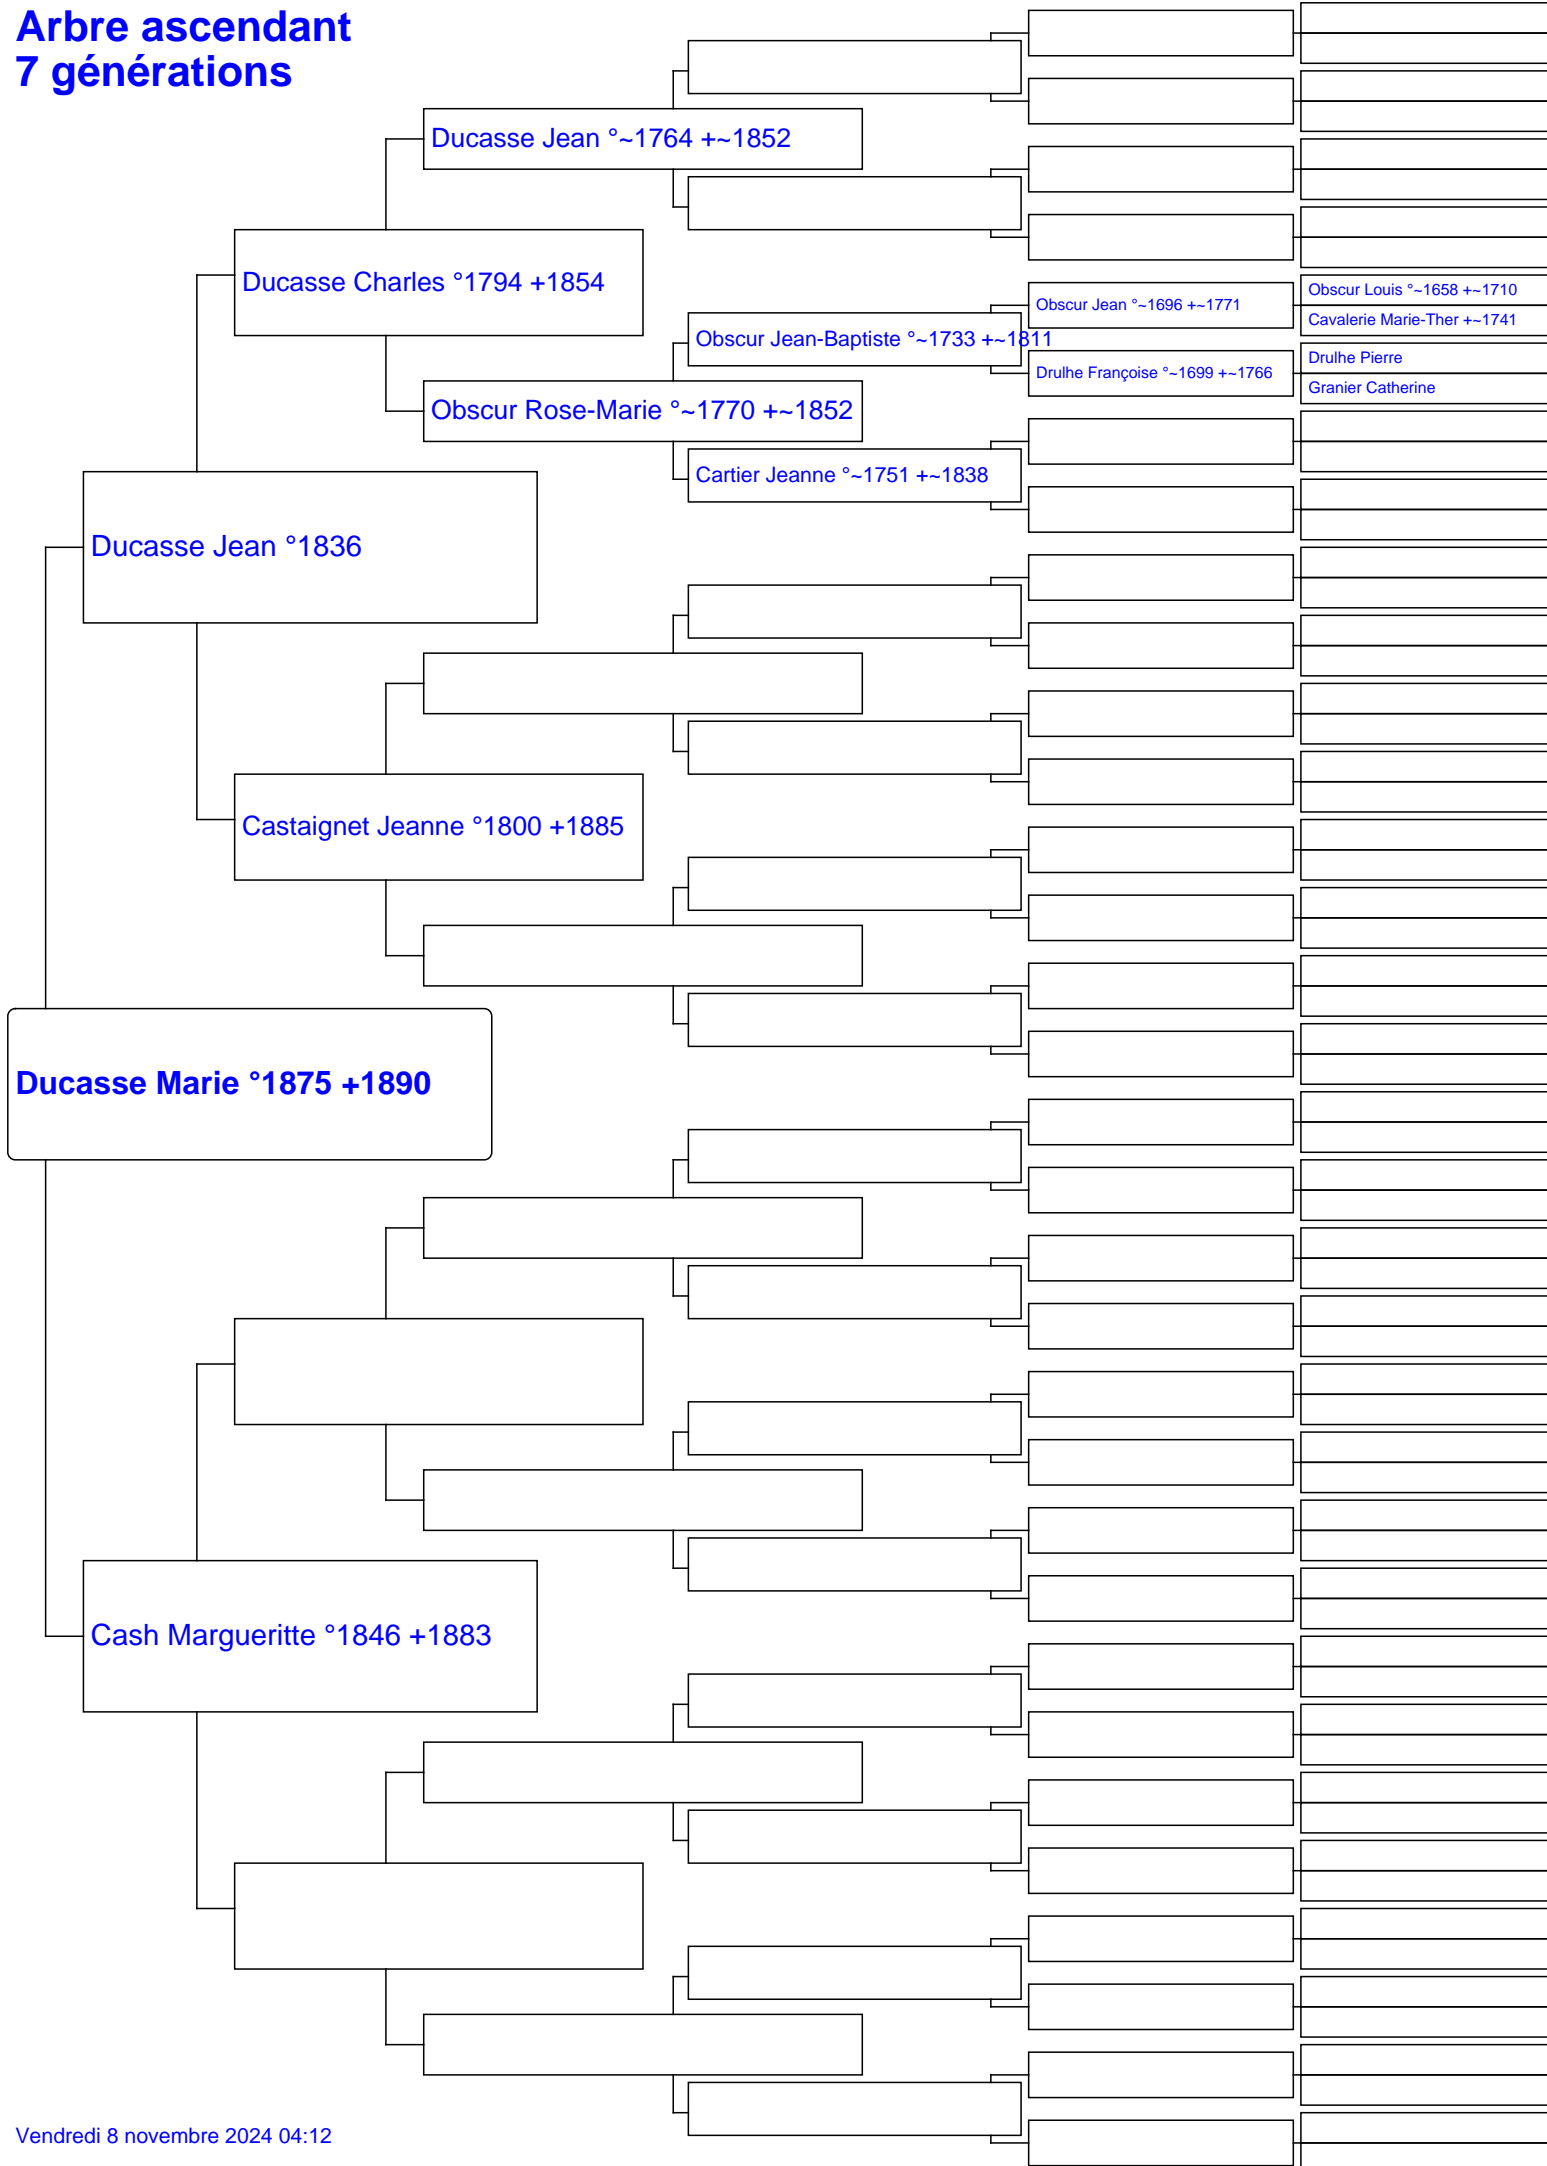 Arbre ascendant
7 générations
Ducasse Jean °~1764 +~1852
Ducasse Charles °1794 +1854
Obscur Louis °~1658 +~1710
Obscur Jean °~1696 +~1771
Cavalerie Marie-Ther +~1741
Obscur Jean-Baptiste °~1733 +~1811
Drulhe Pierre
Drulhe Françoise °~1699 +~1766
Granier Catherine
Obscur Rose-Marie °~1770 +~1852
Cartier Jeanne °~1751 +~1838
Ducasse Jean °1836
Castaignet Jeanne °1800 +1885
Ducasse Marie °1875 +1890
Cash Margueritte °1846 +1883
Vendredi 8 novembre 2024 04:12